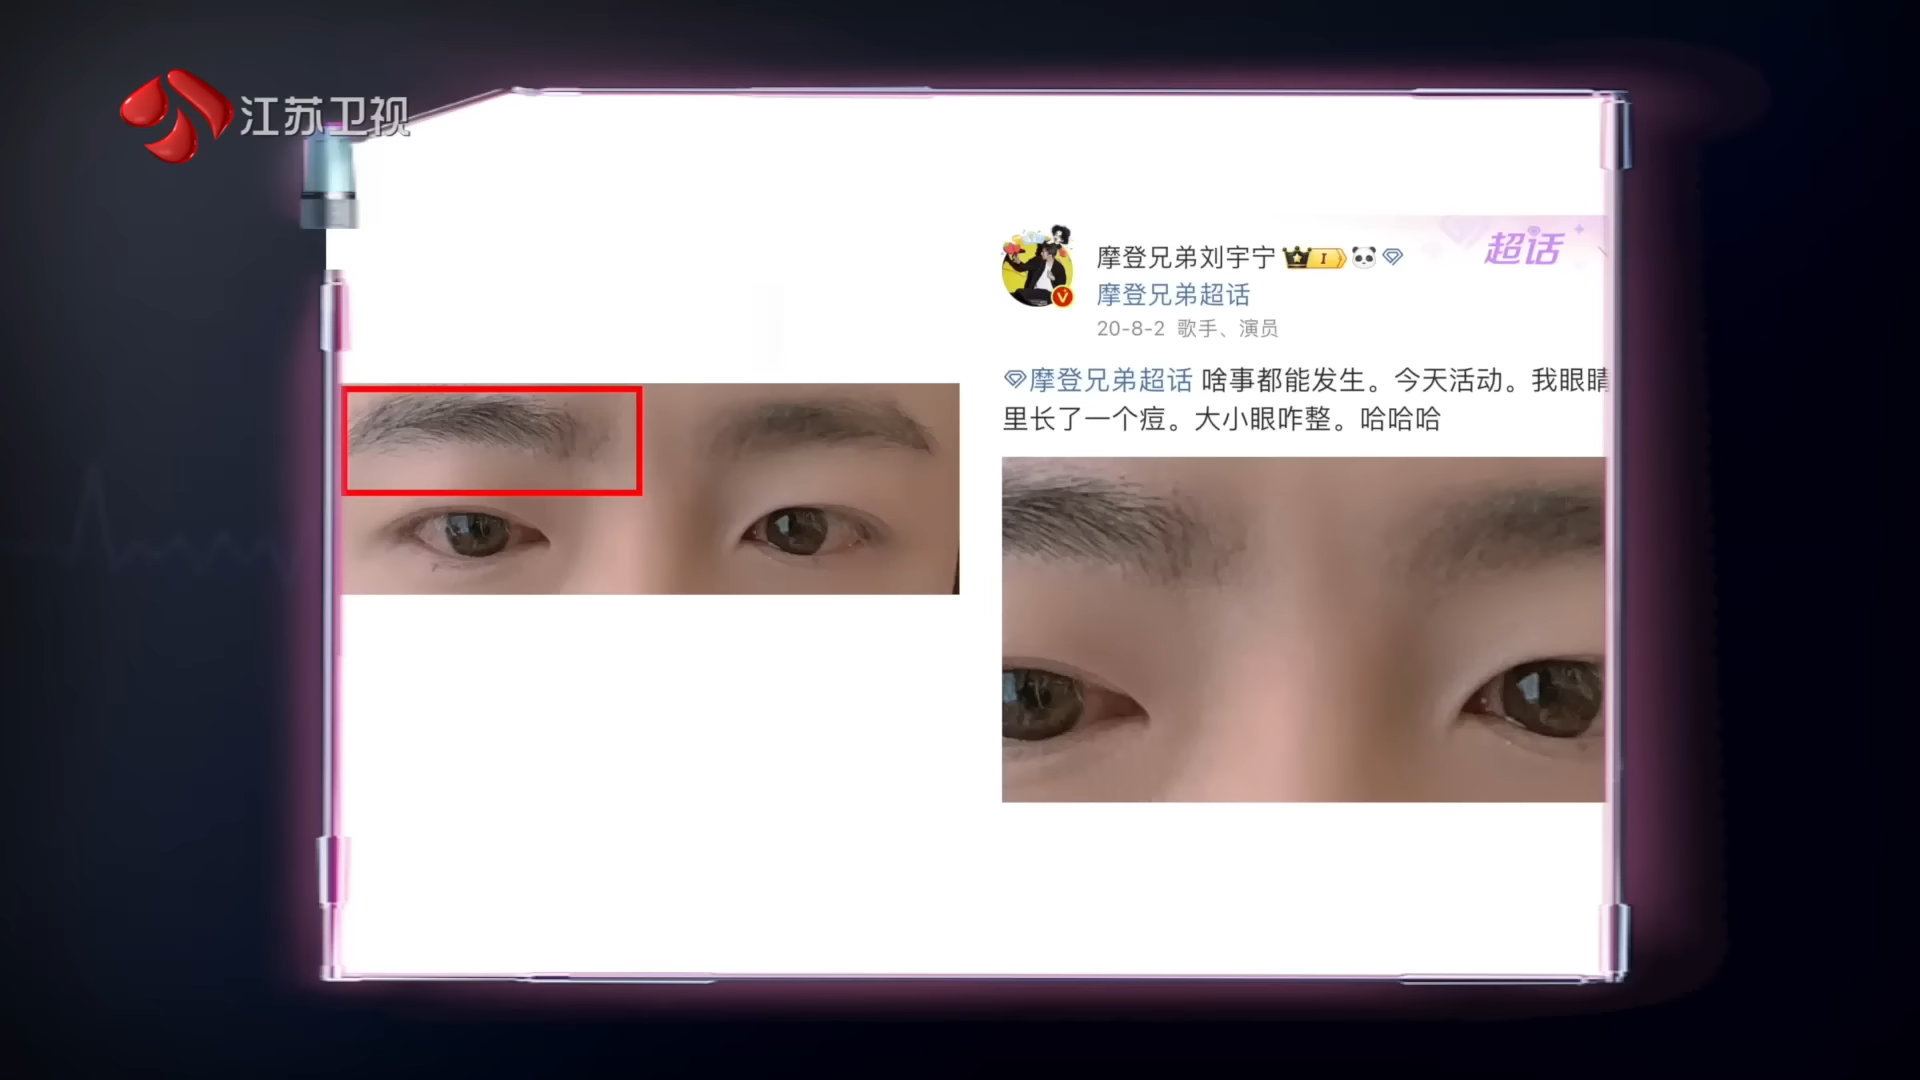 江苏卫视
摩登兄弟刘宇宁
I
超话
摩登兄弟超话
20-8-2 歌手、演员
摩登兄弟超话 啥事都能发生。今天活动。我眼睛
里长了一个痘。大小眼咋整。哈哈哈